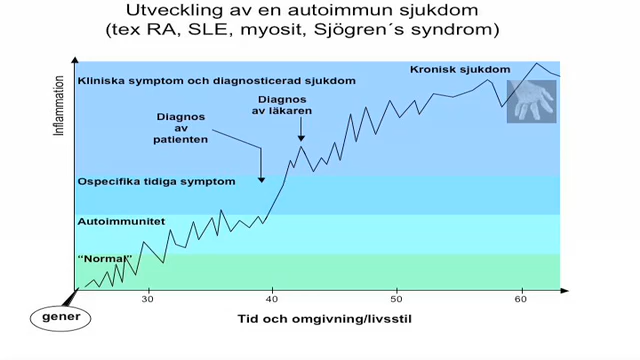 Utveckling av en autoimmun sjukdom
(tex RA, SLE, myosit, Sjögren´s syndrom)
Kronisk sjukdom
Kliniska symptom och diagnosticerad sjukdom
Diagnos
av läkaren
Diagnos
av
patienten
Inflammation
Ospecifika tidiga symptom
Autoimmunitet
“Normal”
30
40
50
60
gener
Tid och omgivning/livsstil